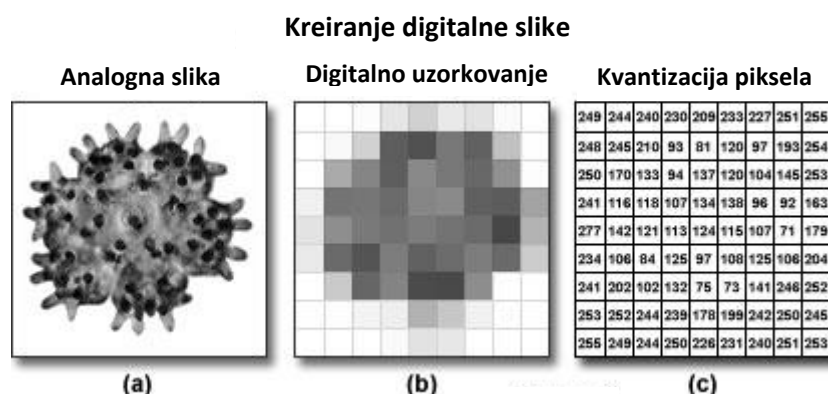 Kreiranje digitalne slike
Analogna slika Digitalno uzorkovanje Kvantizacija piksela
249 244 240 230 209 233 227 251 255
248 245 210 93 81 120 97 193 254
250 170 133 94 137 120 104 145 253
241 116 118 107 134 138 96 92 163
277 142 121 113 124 115 107 71 179
234 106 84 125 97 108 125 106 204
241 202 102 132 75 73 141 246 252
253 252 244 239 178 199 242 250 245
255 249 244 250 226 231 240 251 253
(a) (b) (c)